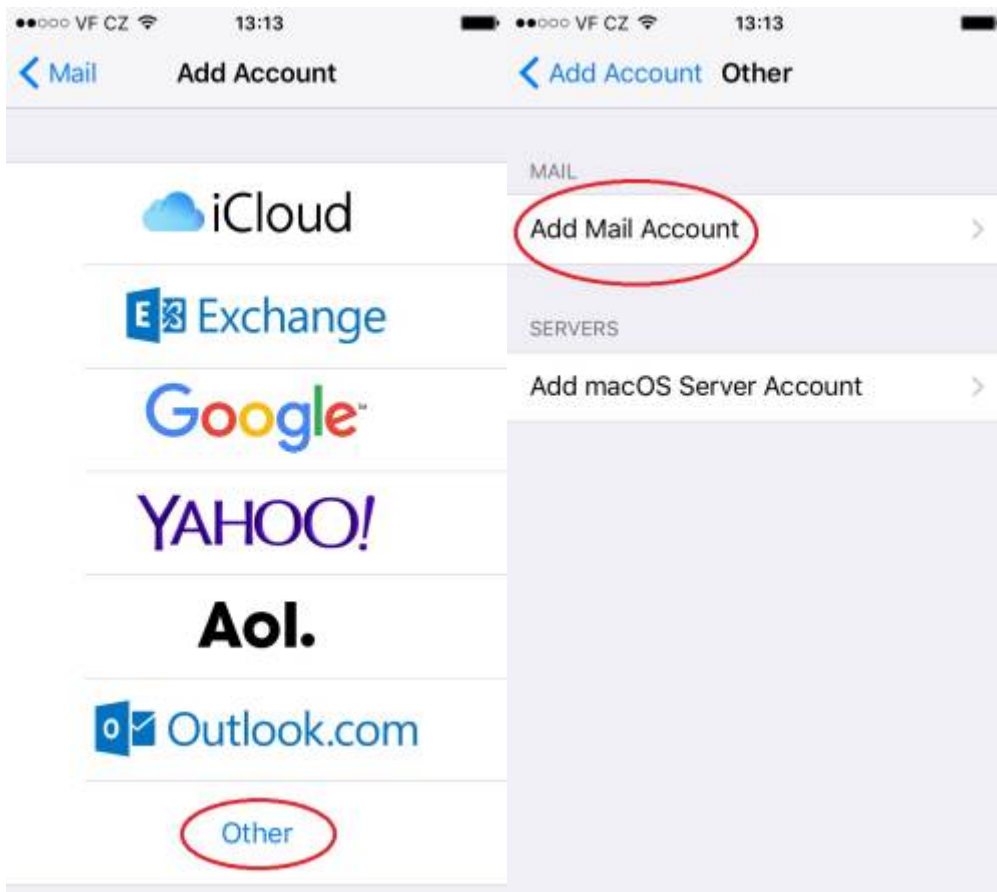 VF CZ 13:13
Mail Add Account
iCloud
Exchange
Google
YAHOO!
Aol.
Outlook.com
Other
VF CZ 13:13
Add Account Other
MAIL
Add Mail Account
SERVERS
Add macOS Server Account